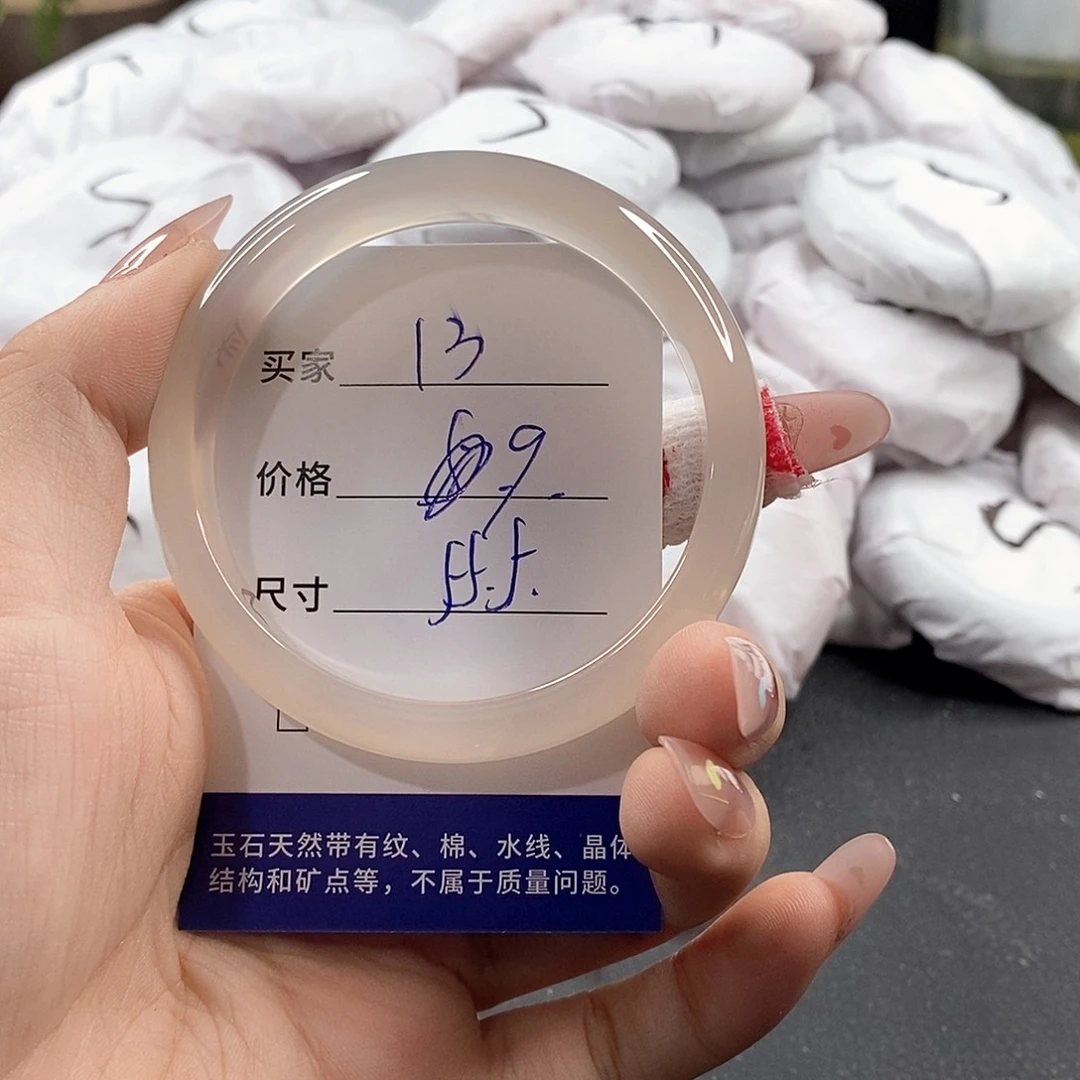 买家 13
价格 9.
尺寸
玉石天然带有纹、棉、水线、晶体
结构和矿点等，不属于质量问题。